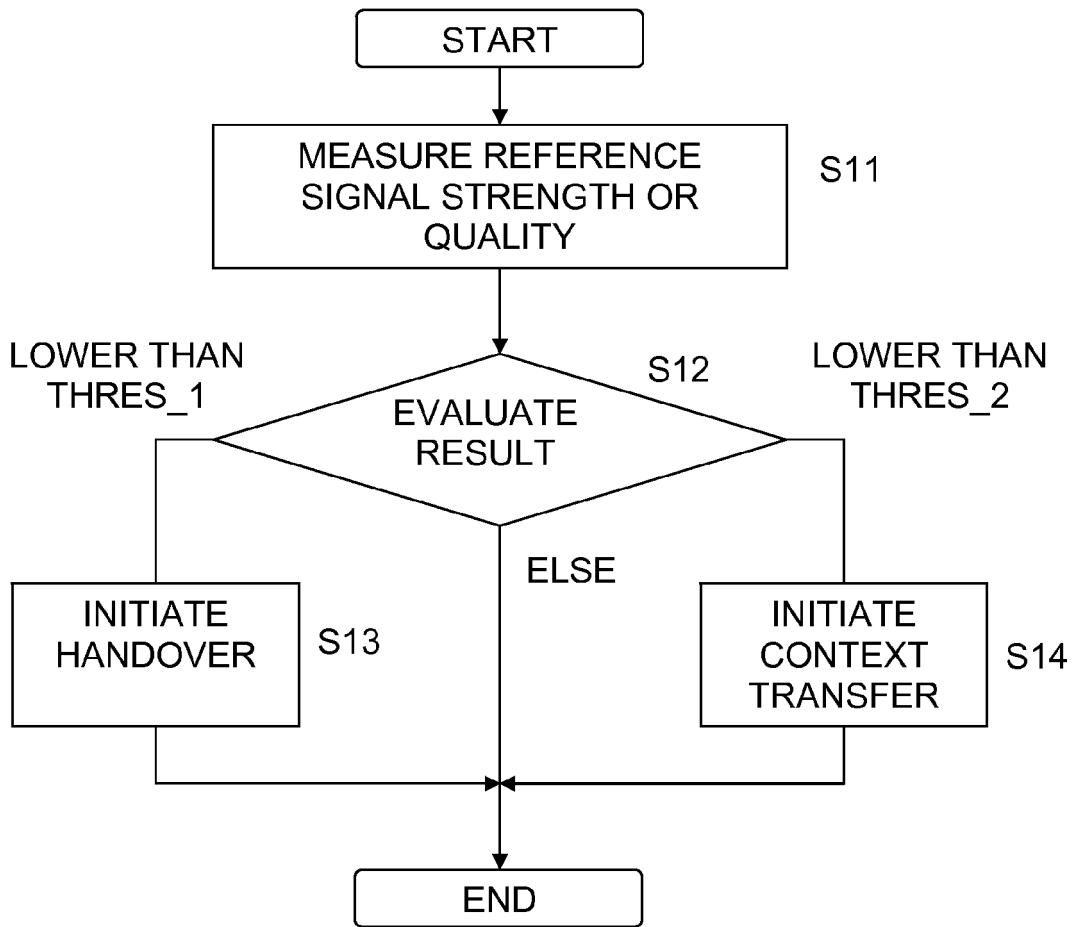 START
MEASURE REFERENCE
SIGNAL STRENGTH OR
QUALITY
S11
LOWER THAN
THRES_1
S12
EVALUATE
RESULT
LOWER THAN
THRES_2
ELSE
INITIATE
HANDOVER
S13
INITIATE
CONTEXT
TRANSFER
S14
END